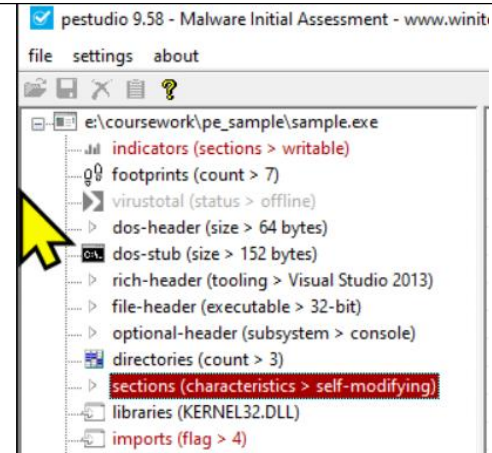 pestudio 9.58 - Malware Initial Assessment - www.winit
file settings about
e:\coursework\pe_sample\sample.exe
indicators (sections > writable)
footprints (count > 7)
virustotal (status > offline)
dos-header (size > 64 bytes)
dos-stub (size > 152 bytes)
rich-header (tooling > Visual Studio 2013)
file-header (executable > 32-bit)
optional-header (subsystem > console)
directories (count > 3)
sections (characteristics > self-modifying)
libraries (KERNEL32.DLL)
imports (flag > 4)